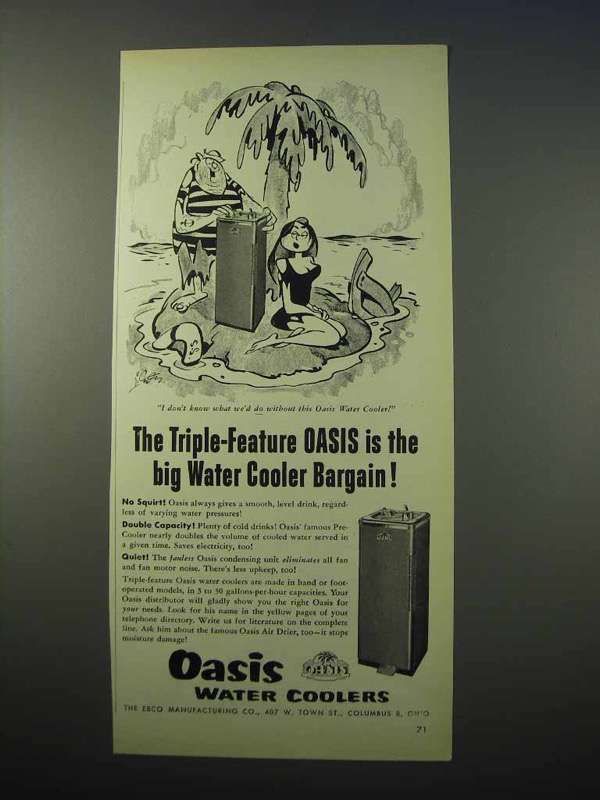 "I don't know what we'd do without this Oasis Water Cooler!"
The Triple-Feature OASIS is the
big Water Cooler Bargain!
No Squirt! Oasis always gives a smooth, level drink, regard-
less of varying water pressures!
Double Capacity! Plenty of cold drinks! Oasis' famous Pre-
Cooler nearly doubles the volume of cooled water served in
a given time. Saves electricity, too!
Quiet! The fanless Oasis condensing unit eliminates all fan
and fan motor noise. There's less upkeep, too!
Triple-feature Oasis water coolers are made in hand or foot-
operated models, in 3 to 30 gallons-per-hour capacities. Your
Oasis distributor will gladly show you the right Oasis for
your needs. Look for his name in the yellow pages of your
telephone directory. Write us for literature on the complete
line. Ask him about the famous Oasis Air Drier, too—it stops
moisture damage!
Oasis
OASIS
WATER COOLERS
THE EBCO MANUFACTURING CO., 407 W. TOWN ST., COLUMBUS 8, OHIO
71